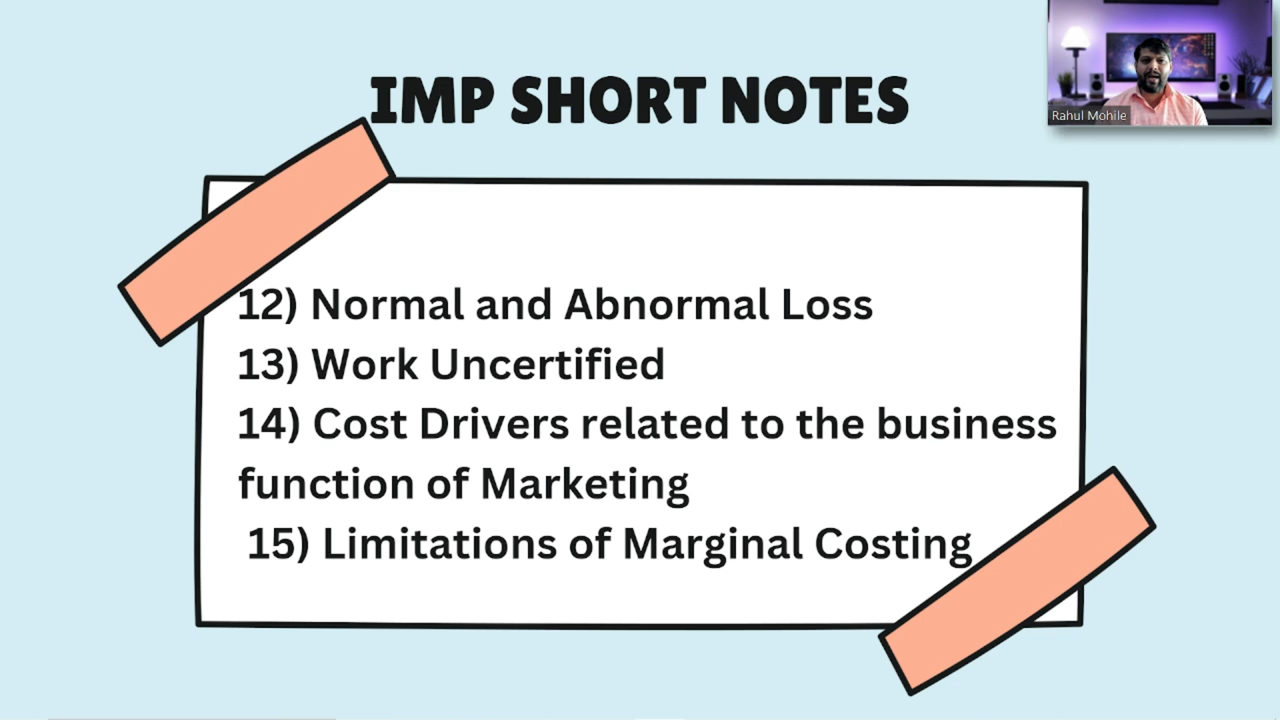 IMP SHORT NOTES
Rahul Mohile
12) Normal and Abnormal Loss
13) Work Uncertified
14) Cost Drivers related to the business
function of Marketing
15) Limitations of Marginal Costing